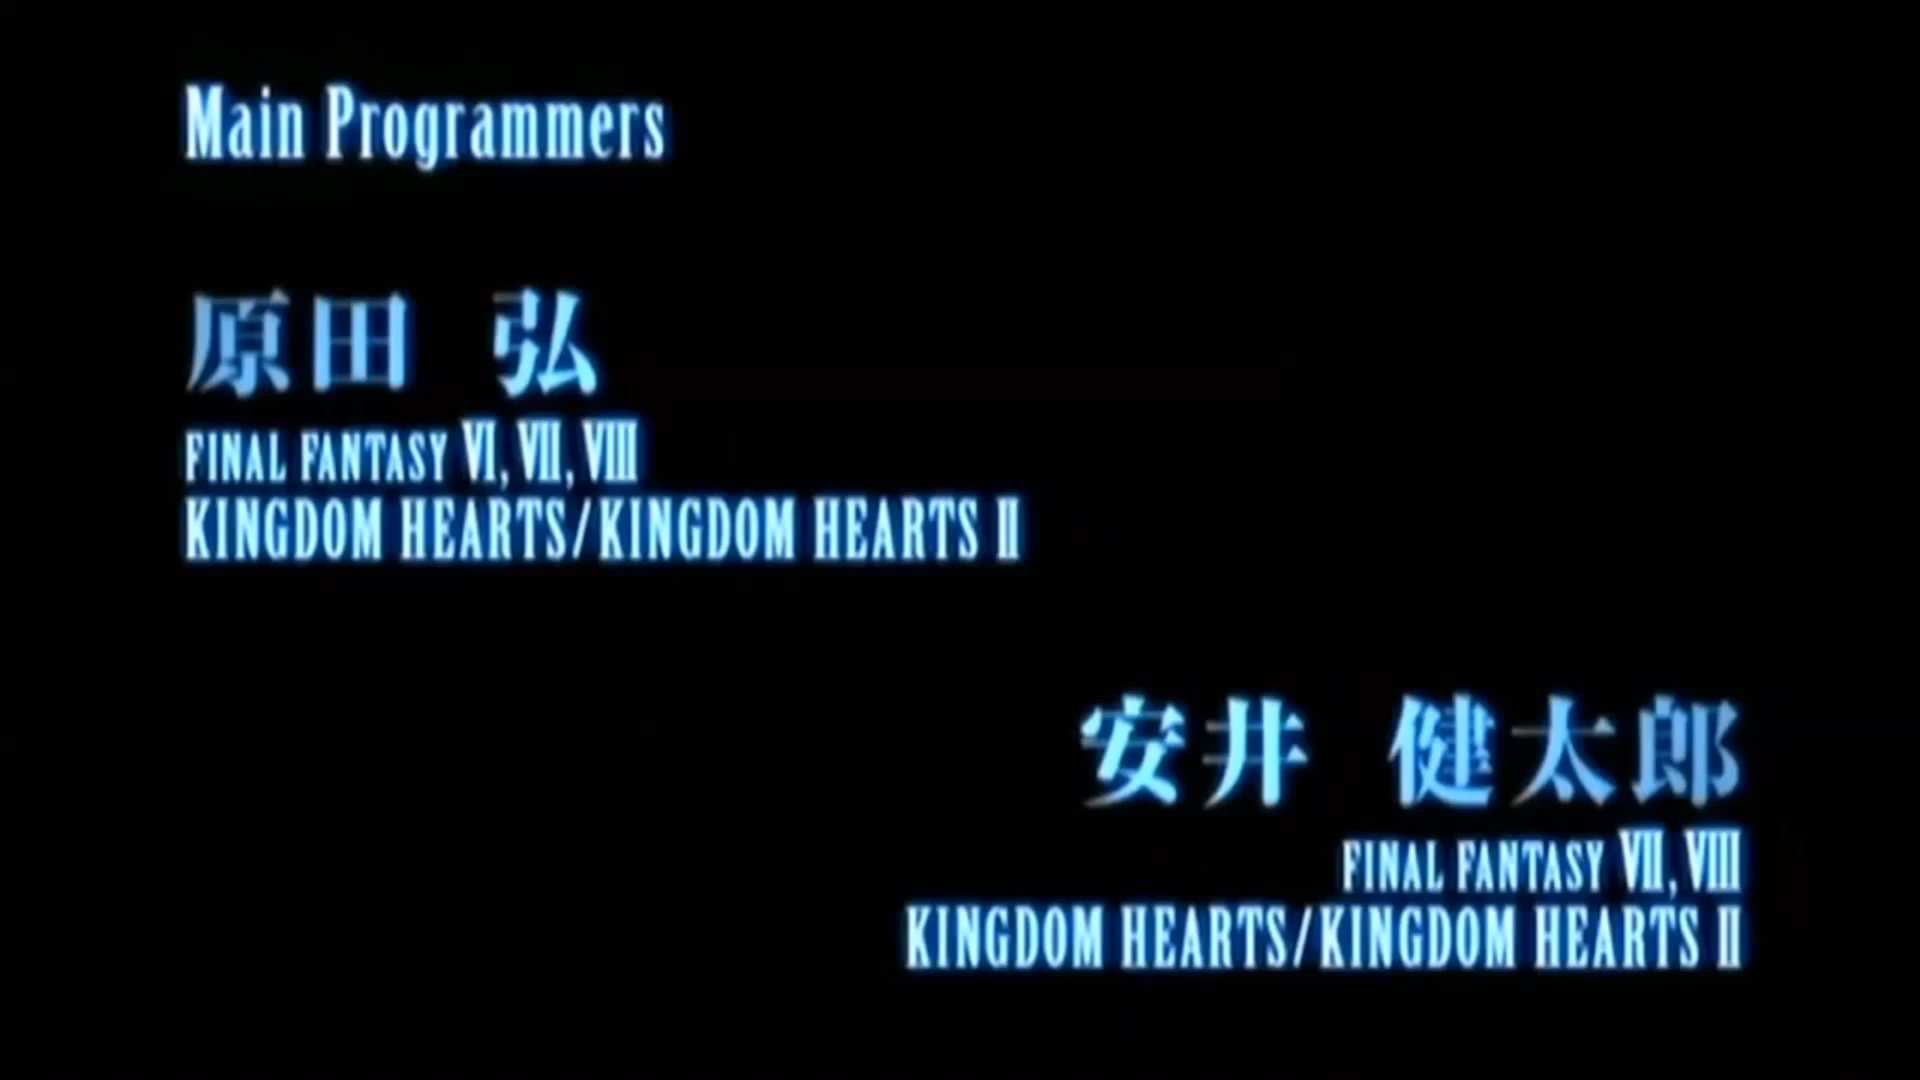 Main Programmers
原田 弘
FINAL FANTASY Ⅵ, Ⅶ, Ⅷ
KINGDOM HEARTS/KINGDOM HEARTS Ⅱ
安井 健太郎
FINAL FANTASY Ⅶ, Ⅷ
KINGDOM HEARTS/KINGDOM HEARTS Ⅱ